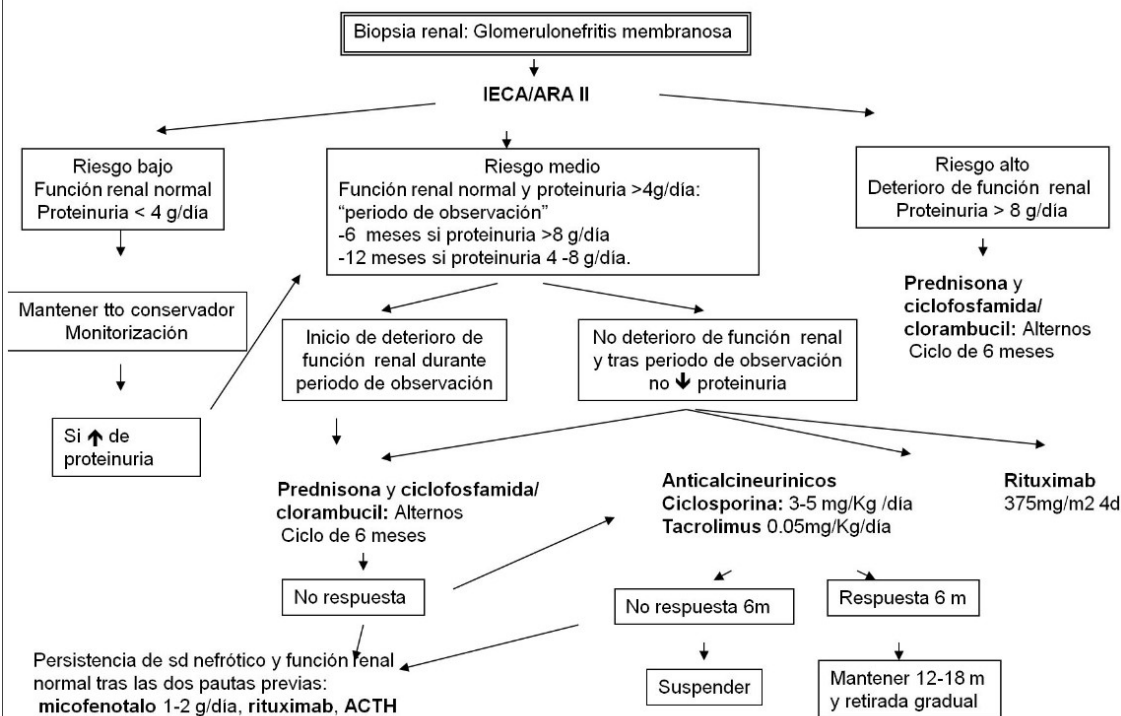 Biopsia renal: Glomerulonefritis membranosa
IECA/ARA II
Riesgo bajo
Función renal normal
Proteinuria < 4 g/día
Riesgo medio
Función renal normal y proteinuria >4g/día:
“periodo de observación”
-6 meses si proteinuria >8 g/día
-12 meses si proteinuria 4 -8 g/día.
Riesgo alto
Deterioro de función renal
Proteinuria > 8 g/día
Mantener tto conservador
Monitorización
Inicio de deterioro de
función renal durante
periodo de observación
No deterioro de función renal
y tras periodo de observación
no ↓ proteinuria
Prednisona y
ciclofosfamida/
clorambucil: Alternos
Ciclo de 6 meses
Si ↑ de
proteinuria
Prednisona y ciclofosfamida/
clorambucil: Alternos
Ciclo de 6 meses
Anticalcineurinicos
Ciclosporina: 3-5 mg/Kg /día
Tacrolimus 0.05mg/Kg/día
Rituximab
375mg/m2 4d
No respuesta
No respuesta 6m
Respuesta 6 m
Persistencia de sd nefrótico y función renal
normal tras las dos pautas previas:
micofenotalo 1-2 g/día, rituximab, ACTH
Suspender
Mantener 12-18 m
y retirada gradual